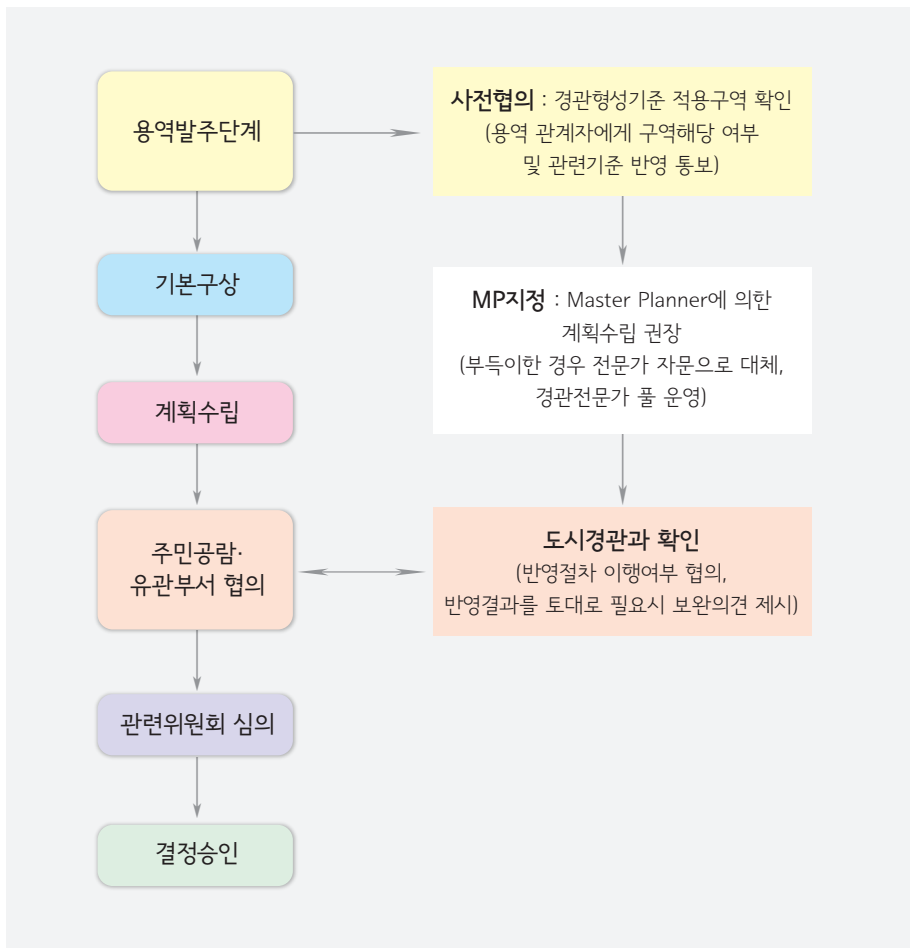 용역발주단계
사전협의 : 경관형성기준 적용구역 확인
(용역 관계자에게 구역해당 여부
및 관련기준 반영 통보)
기본구상
MP지정 : Master Planner에 의한
계획수립 권장
(부득이한 경우 전문가 자문으로 대체,
경관전문가 풀 운영)
계획수립
주민공람·
유관부서 협의
도시경관과 확인
(반영절차 이행여부 협의,
반영결과를 토대로 필요시 보완의견 제시)
관련위원회 심의
결정승인